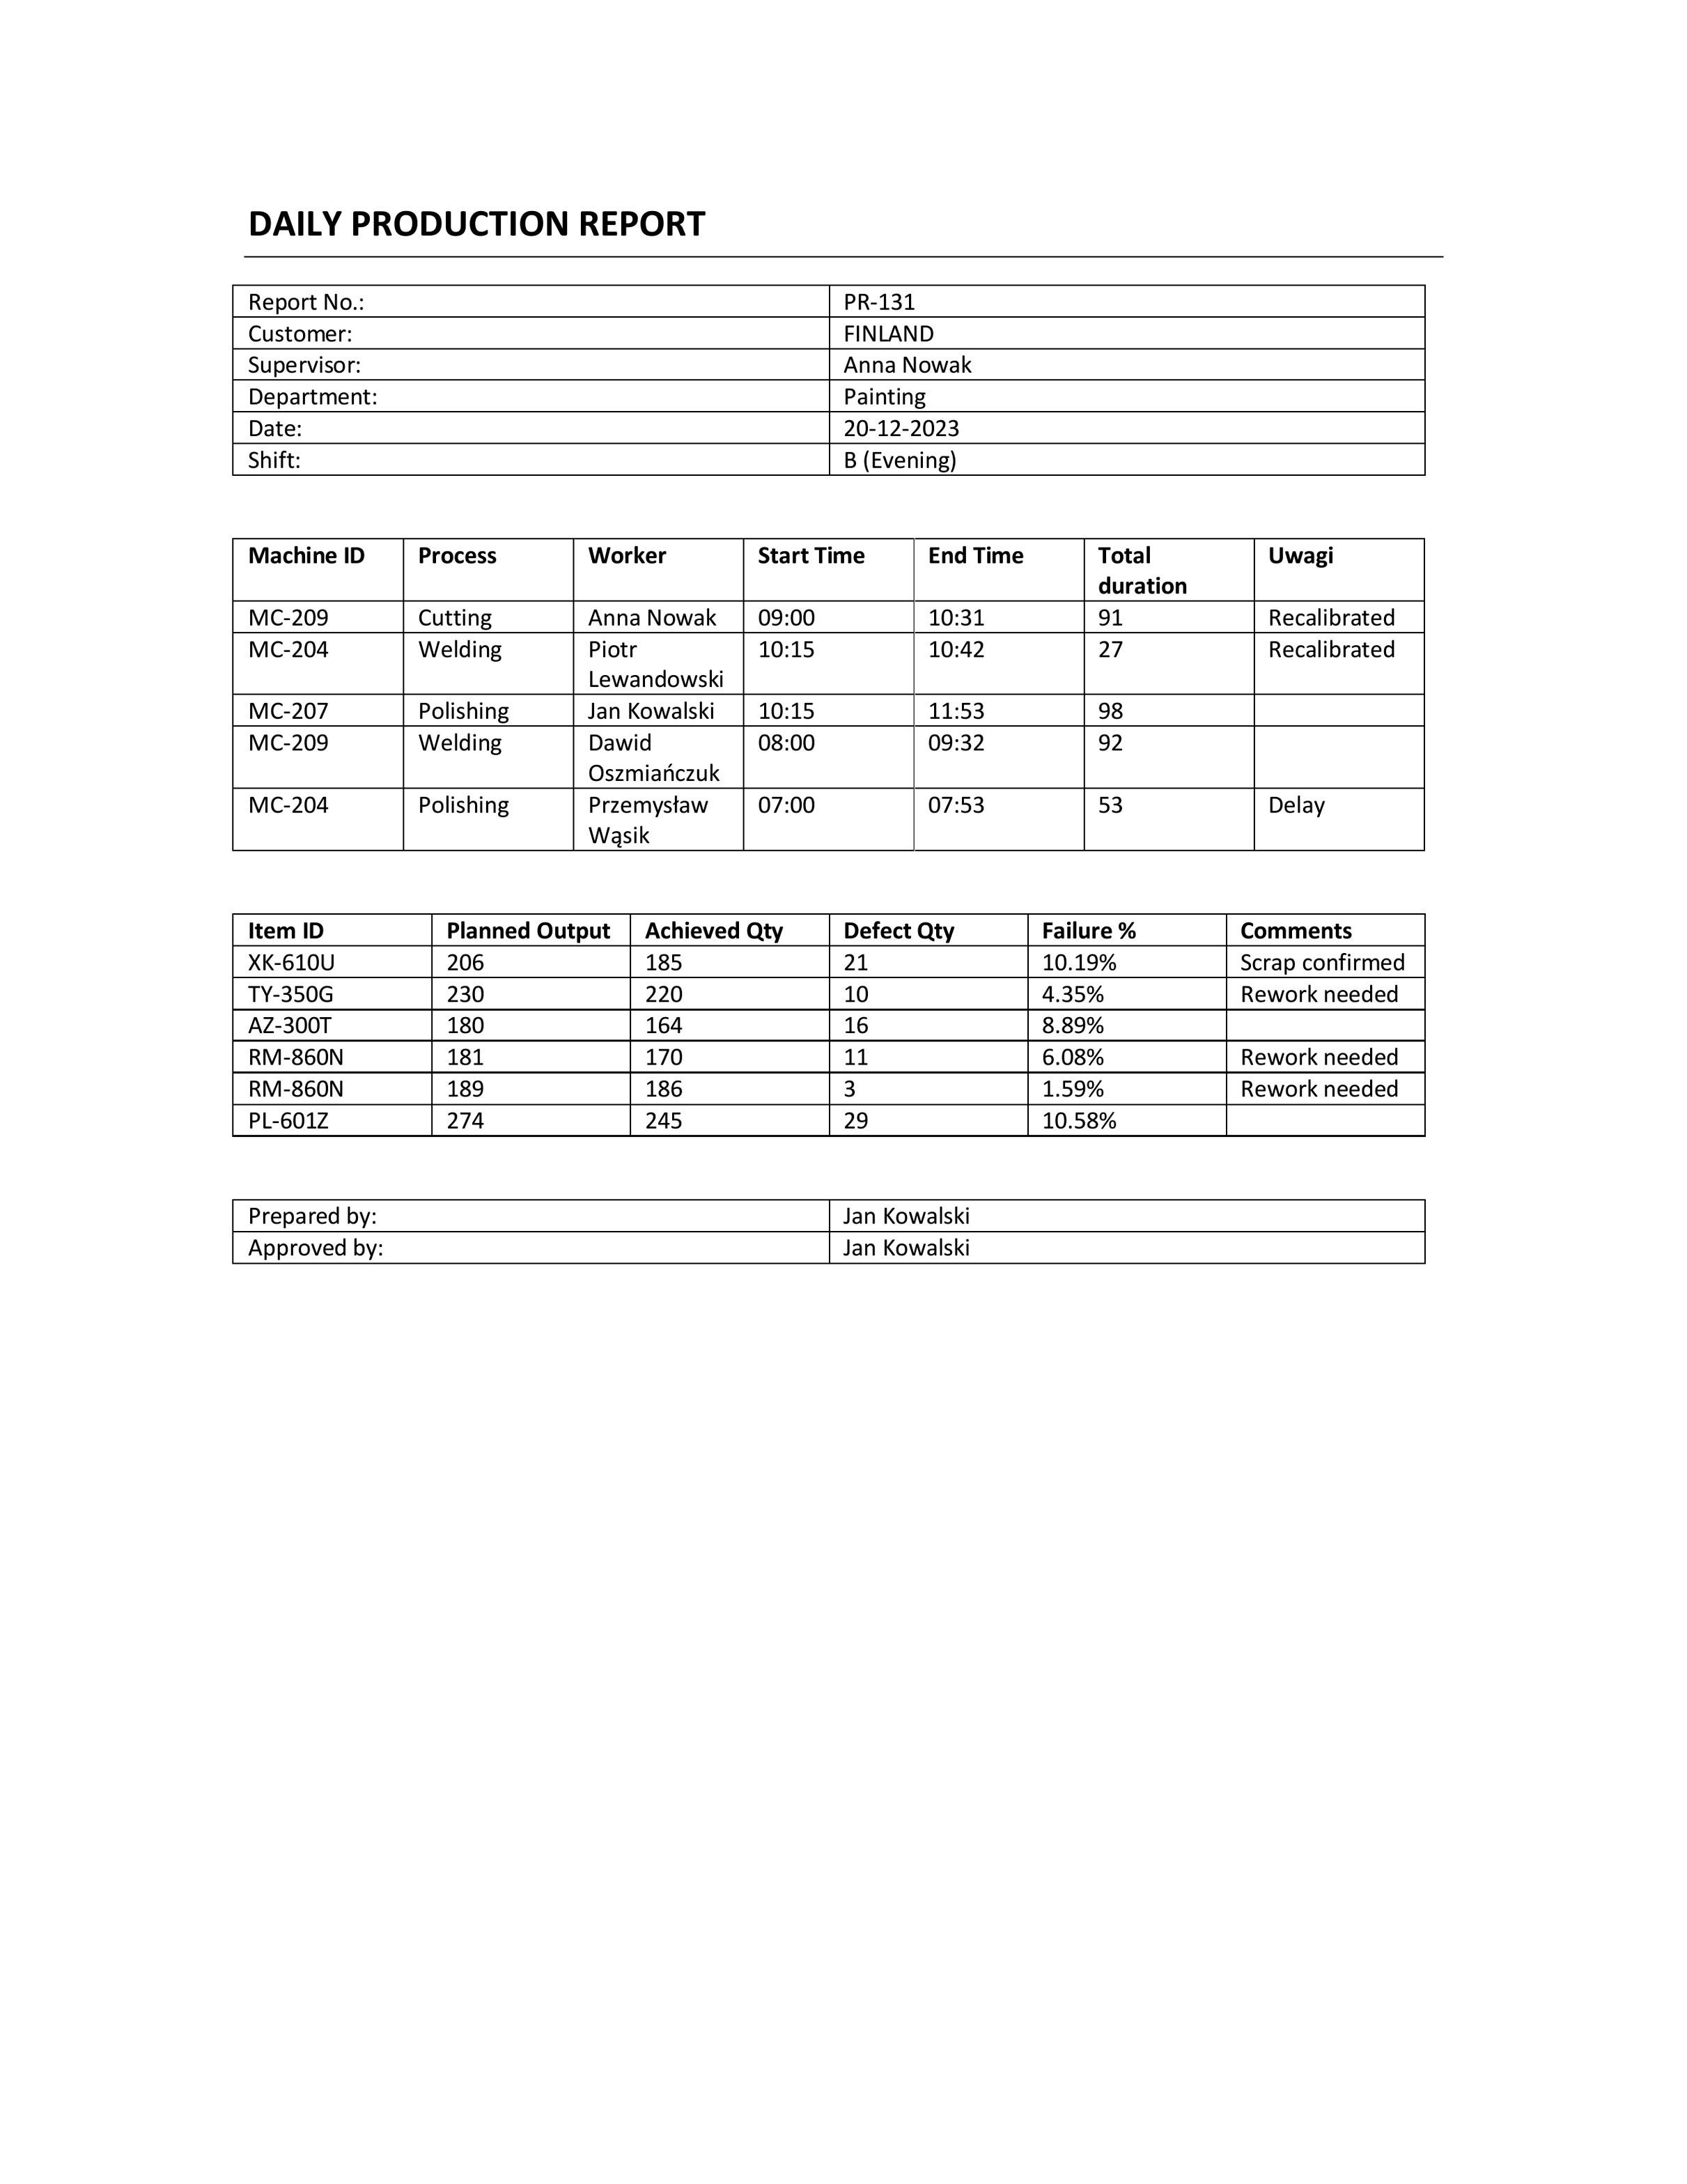 DAILY PRODUCTION REPORT
Report No.: PR-131
Customer: FINLAND
Supervisor: Anna Nowak
Department: Painting
Date: 20-12-2023
Shift: B (Evening)
Machine ID Process Worker Start Time End Time Total duration Uwagi
MC-209 Cutting Anna Nowak 09:00 10:31 91 Recalibrated
MC-204 Welding Piotr Lewandowski 10:15 10:42 27 Recalibrated
MC-207 Polishing Jan Kowalski 10:15 11:53 98
MC-209 Welding Dawid Oszmiańczuk 08:00 09:32 92
MC-204 Polishing Przemysław Wąsik 07:00 07:53 53 Delay
Item ID Planned Output Achieved Qty Defect Qty Failure % Comments
XK-610U 206 185 21 10.19% Scrap confirmed
TY-350G 230 220 10 4.35% Rework needed
AZ-300T 180 164 16 8.89%
RM-860N 181 170 11 6.08% Rework needed
RM-860N 189 186 3 1.59% Rework needed
PL-601Z 274 245 29 10.58%
Prepared by: Jan Kowalski
Approved by: Jan Kowalski